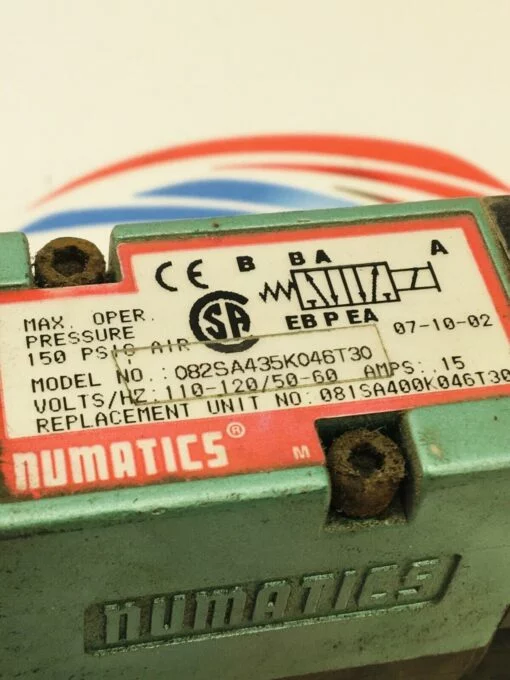 CE B BA A
CSA
EB P EA
MAX. OPER.
PRESSURE
150 PSIG AIR
07-10-02
MODEL NO.: 082SA435K046T30
VOLTS/HZ.110-120/50-60 AMPS: .15
REPLACEMENT UNIT NO:081SA400K046T30
NUMATICS® M
NUMATICS